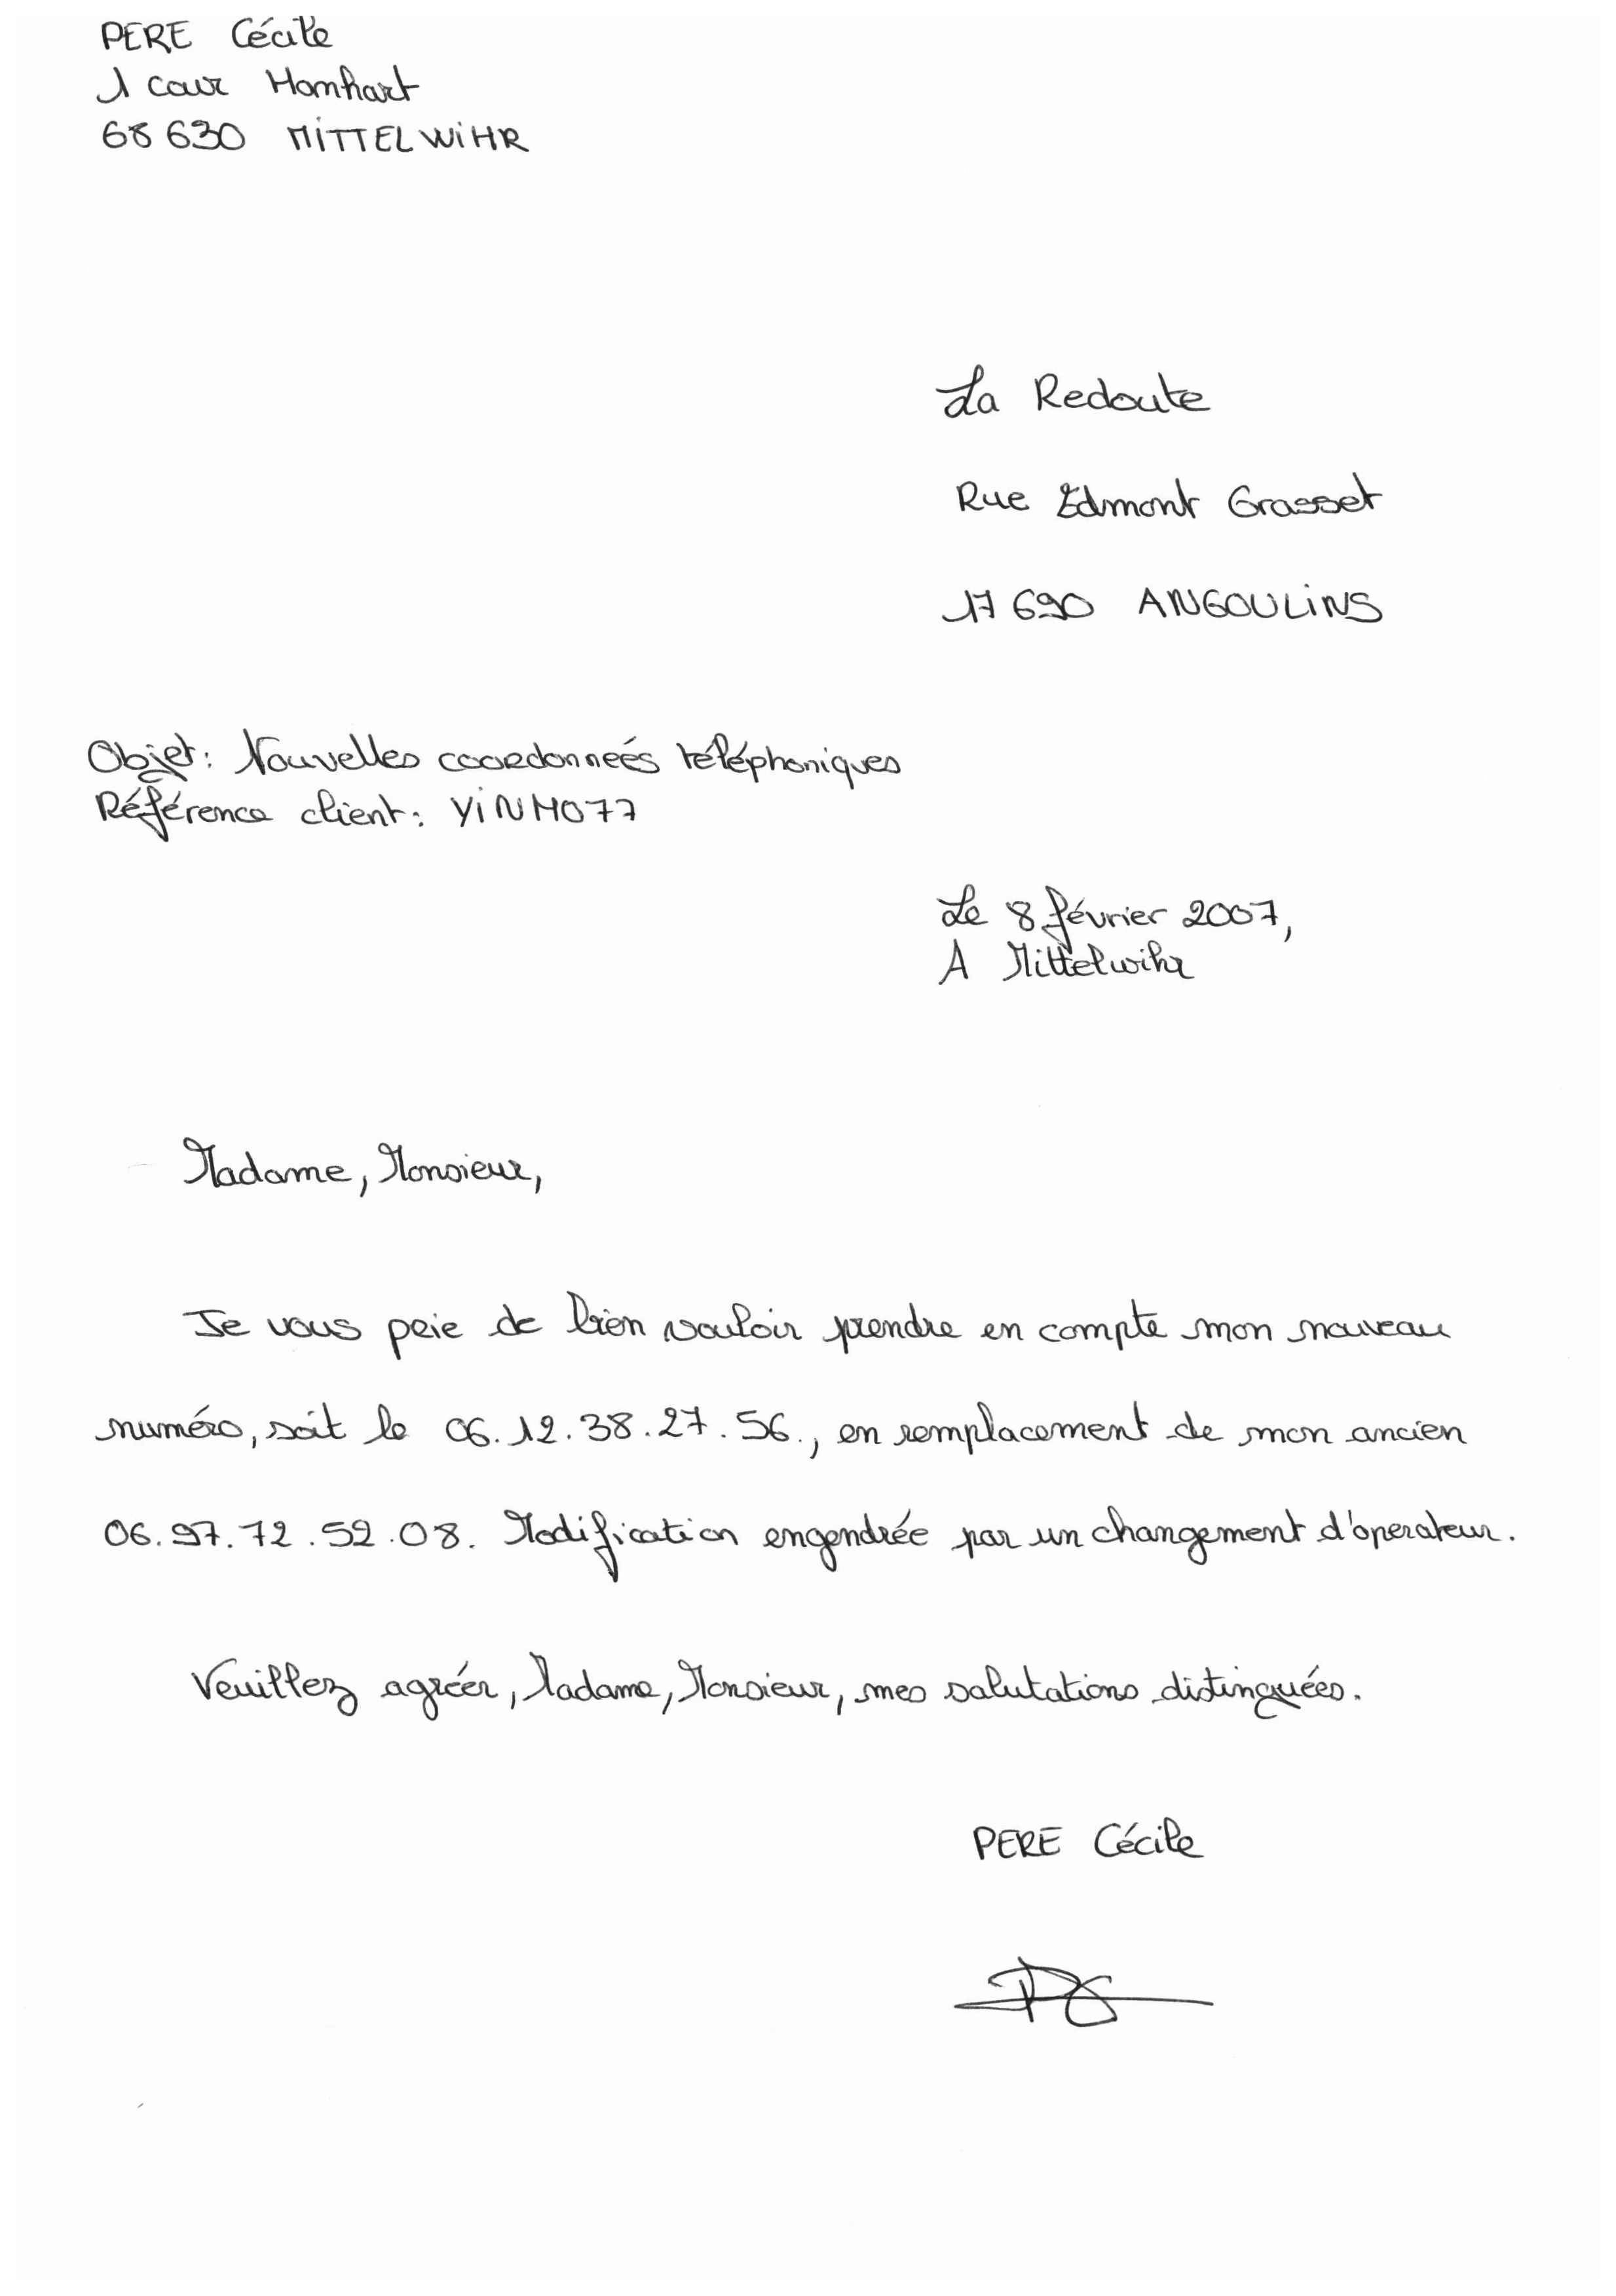 PERE Cécile
1 cour Homhart
68 630 MITTELWIHR
La Redoute
Rue Edmont Grasset
17 690 ANGOULINS
Objet : Nouvelles coordonneés téléphoniques
Référence client : YINMO77
Le 8 février 2007,
A Mittelwihr
Madame, Monsieur,
Je vous prie de bien vouloir prendre en compte mon nouveau
numéro, soit le 06.12.38.27.56., en remplacement de mon ancien
06.97.72.52.08. Modification engendrée par un changement d'operateur.
Veuillez agréer, Madame, Monsieur, mes salutations distinguées.
PERE Cécile